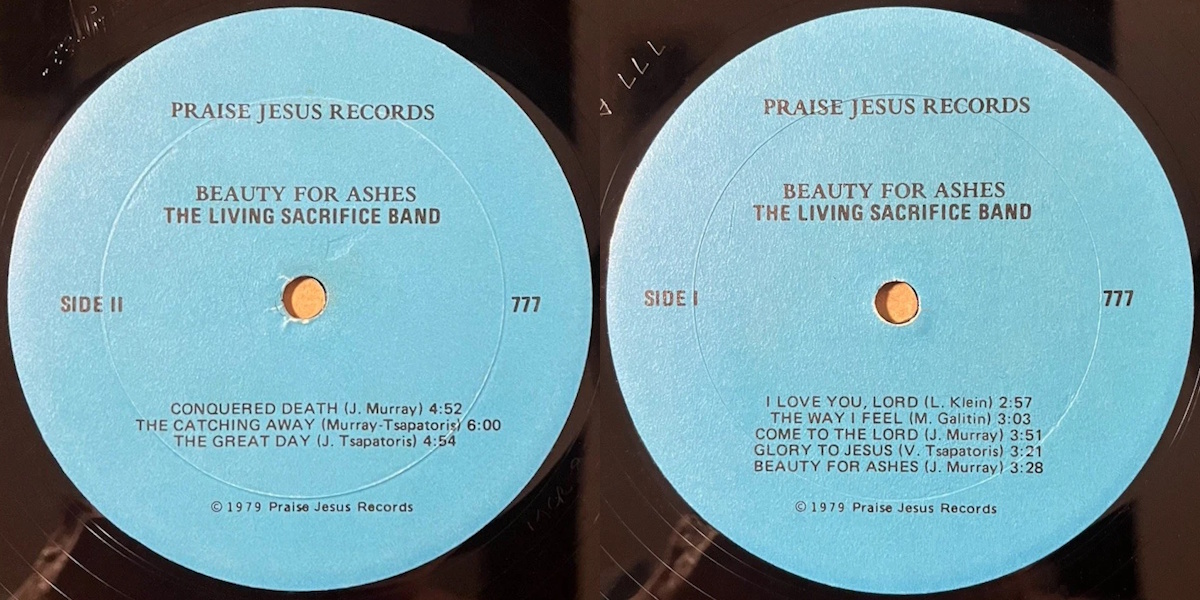 PRAISE JESUS RECORDS
BEAUTY FOR ASHES
THE LIVING SACRIFICE BAND
SIDE II
777
CONQUERED DEATH (J. Murray) 4:52
THE CATCHING AWAY (Murray-Tsapatoris) 6:00
THE GREAT DAY (J. Tsapatoris) 4:54
© 1979 Praise Jesus Records
PRAISE JESUS RECORDS
BEAUTY FOR ASHES
THE LIVING SACRIFICE BAND
SIDE I
777
I LOVE YOU, LORD (L. Klein) 2:57
THE WAY I FEEL (M. Galitin) 3:03
COME TO THE LORD (J. Murray) 3:51
GLORY TO JESUS (V. Tsapatoris) 3:21
BEAUTY FOR ASHES (J. Murray) 3:28
© 1979 Praise Jesus Records